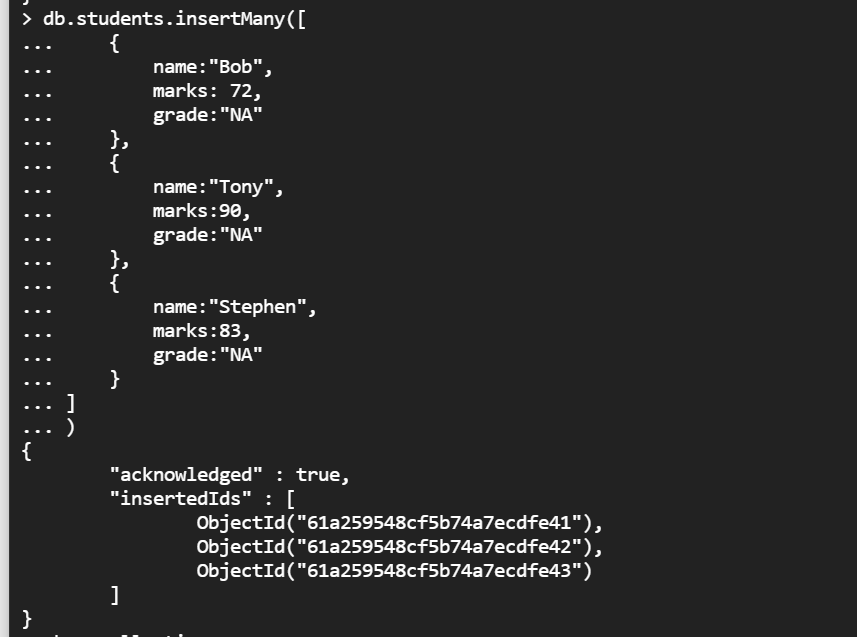 > db.students.insertMany([
...     {
...         name:"Bob",
...         marks: 72,
...         grade:"NA"
...     },
...     {
...         name:"Tony",
...         marks:90,
...         grade:"NA"
...     },
...     {
...         name:"Stephen",
...         marks:83,
...         grade:"NA"
...     }
... ]
... )
{
        "acknowledged" : true,
        "insertedIds" : [
                ObjectId("61a259548cf5b74a7ecdfe41"),
                ObjectId("61a259548cf5b74a7ecdfe42"),
                ObjectId("61a259548cf5b74a7ecdfe43")
        ]
}